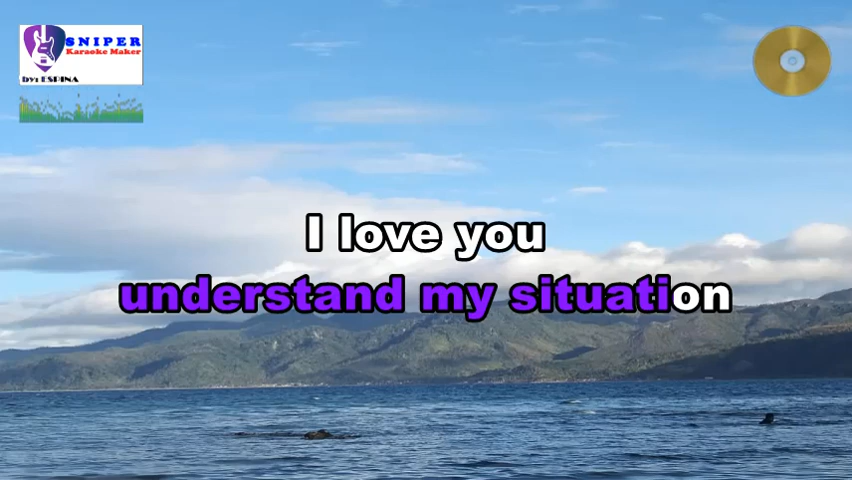 SNIPER
Karaoke Maker
by: ESPINA
I love you
understand my situation